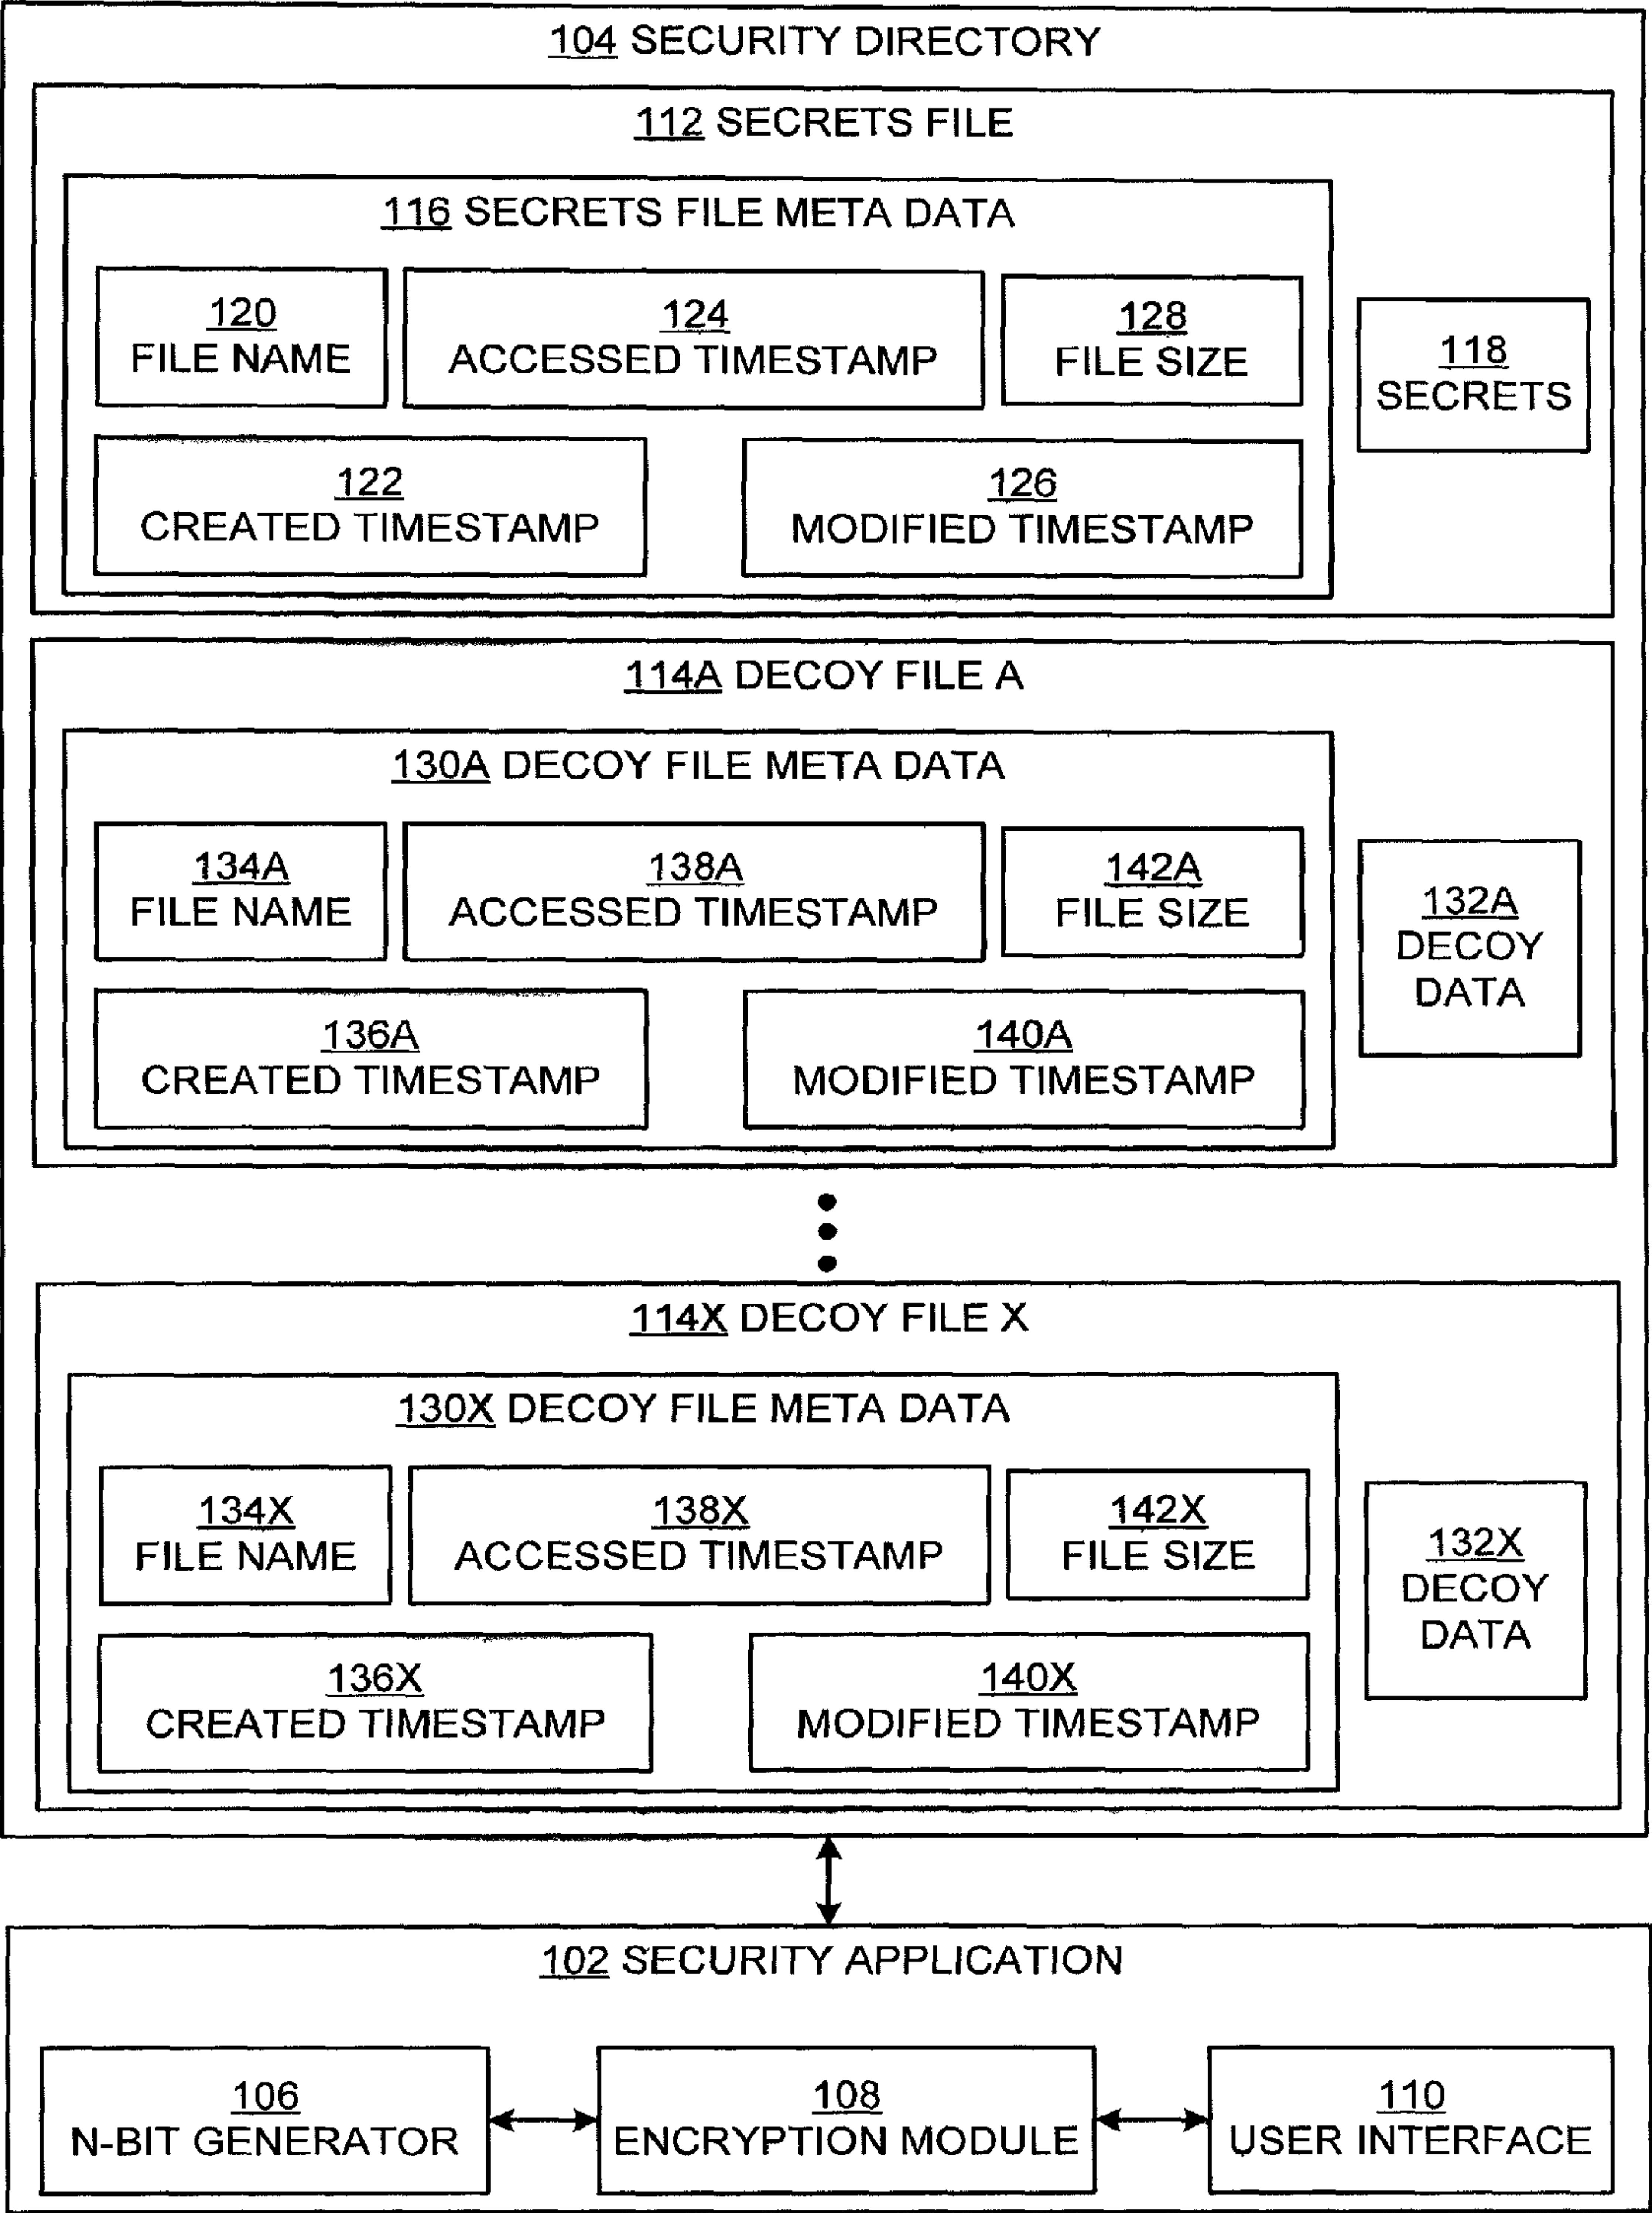 104 SECURITY DIRECTORY
112 SECRETS FILE
116 SECRETS FILE META DATA
120
FILE NAME
124
ACCESSED TIMESTAMP
128
FILE SIZE
118
SECRETS
122
CREATED TIMESTAMP
126
MODIFIED TIMESTAMP
114A DECOY FILE A
130A DECOY FILE META DATA
134A
FILE NAME
138A
ACCESSED TIMESTAMP
142A
FILE SIZE
132A
DECOY
DATA
136A
CREATED TIMESTAMP
140A
MODIFIED TIMESTAMP
114X DECOY FILE X
130X DECOY FILE META DATA
134X
FILE NAME
138X
ACCESSED TIMESTAMP
142X
FILE SIZE
132X
DECOY
DATA
136X
CREATED TIMESTAMP
140X
MODIFIED TIMESTAMP
102 SECURITY APPLICATION
106
N-BIT GENERATOR
108
ENCRYPTION MODULE
110
USER INTERFACE